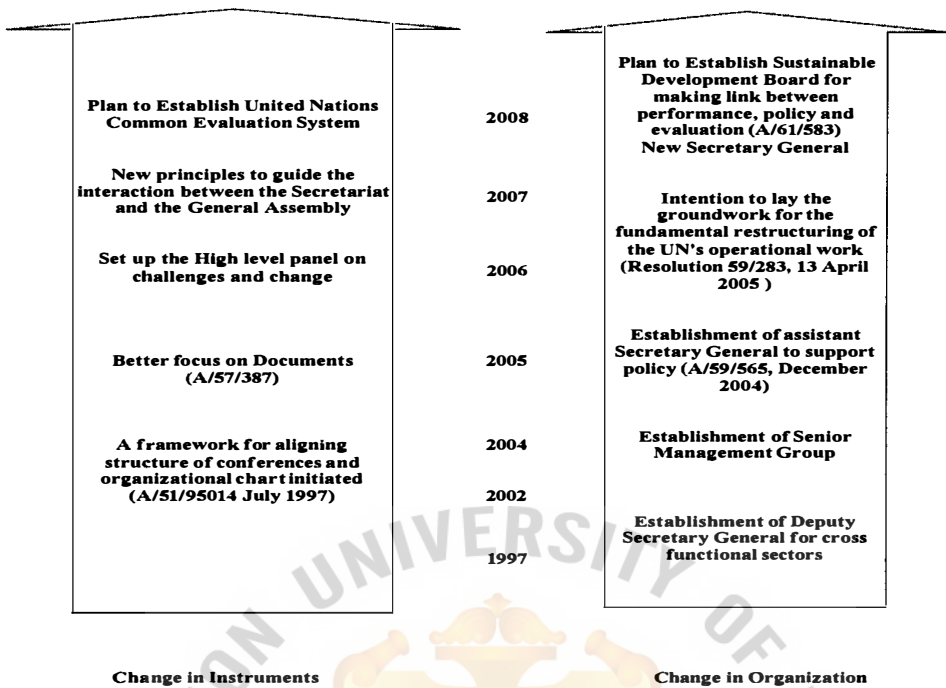 Plan to Establish United Nations
Common Evaluation System
New principles to guide the
interaction between the Secretariat
and the General Assembly
Set up the High level panel on
challenges and change
Better focus on Documents
(A/57/387)
A framework for aligning
structure of conferences and
organizational chart initiated
(A/51/95014 July 1997)
2008
2007
2006
2005
2004
2002
1997
Plan to Establish Sustainable
Development Board for
making link between
performance, policy and
evaluation (A/61/583)
New Secretary General
Intention to lay the
groundwork for the
fundamental restructuring of
the UN's operational work
(Resolution 59/283, 13 April
2005 )
Establishment of assistant
Secretary General to support
policy (A/59/565, December
2004)
Establishment of Senior
Management Group
Establishment of Deputy
Secretary General for cross
functional sectors
Change in Instruments
Change in Organization
UNIVERSITY OF